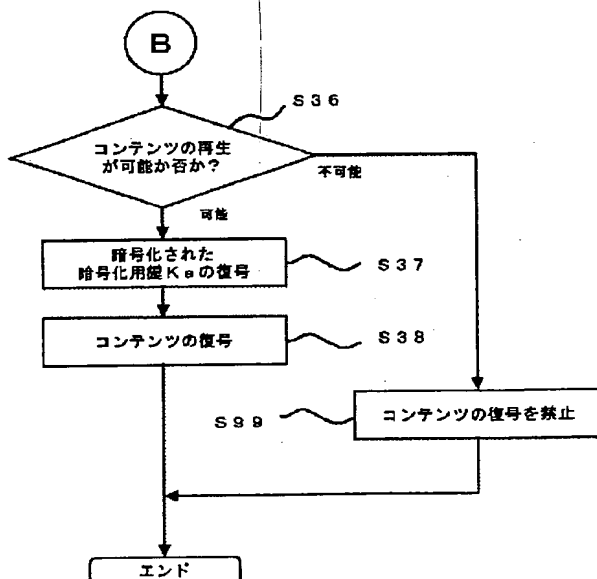 B
S36
コンテンツの再生
が可能か否か?
不可能
可能
暗号化された
暗号化用鍵Keの復号
S37
コンテンツの復号
S38
S99
コンテンツの復号を禁止
エンド